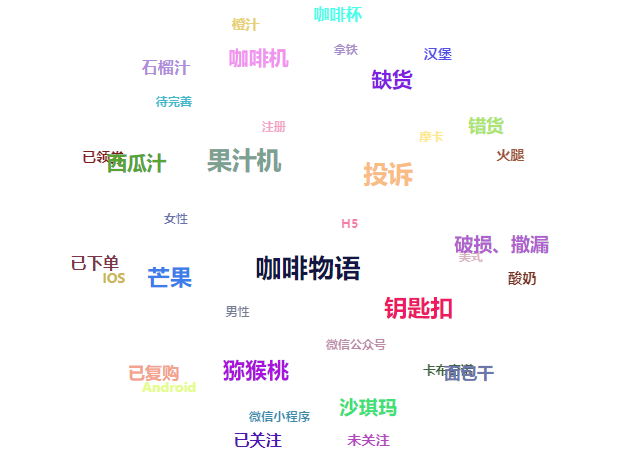 咖啡杯
橙汁
拿铁
汉堡
咖啡机
石榴汁
缺货
待完善
注册
错货
摩卡
已领券
西瓜汁
果汁机
火腿
投诉
女性
H5
破损、撒漏
美式
已下单
咖啡物语
IOS
芒果
酸奶
男性
钥匙扣
微信公众号
已复购
猕猴桃
卡布奇诺
面包干
Android
沙琪玛
微信小程序
已关注
未关注